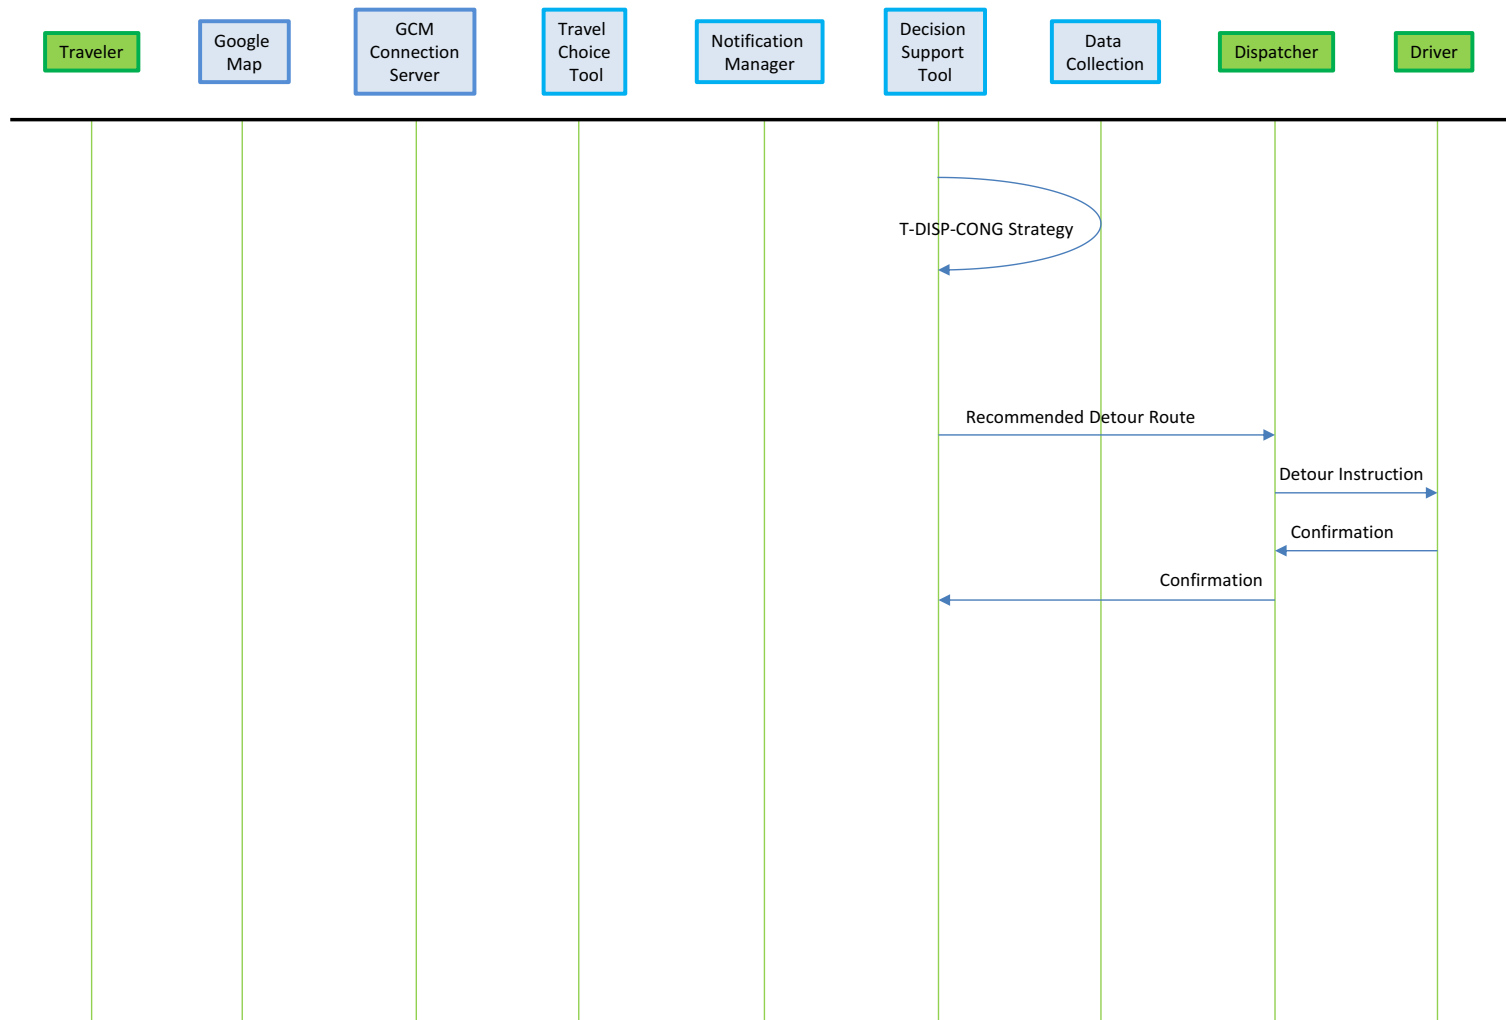 Traveler
Google
Map
GCM
Connection
Server
Travel
Choice
Tool
Notification
Manager
Decision
Support
Tool
Data
Collection
Dispatcher
Driver
T-DISP-CONG Strategy
Recommended Detour Route
Detour Instruction
Confirmation
Confirmation